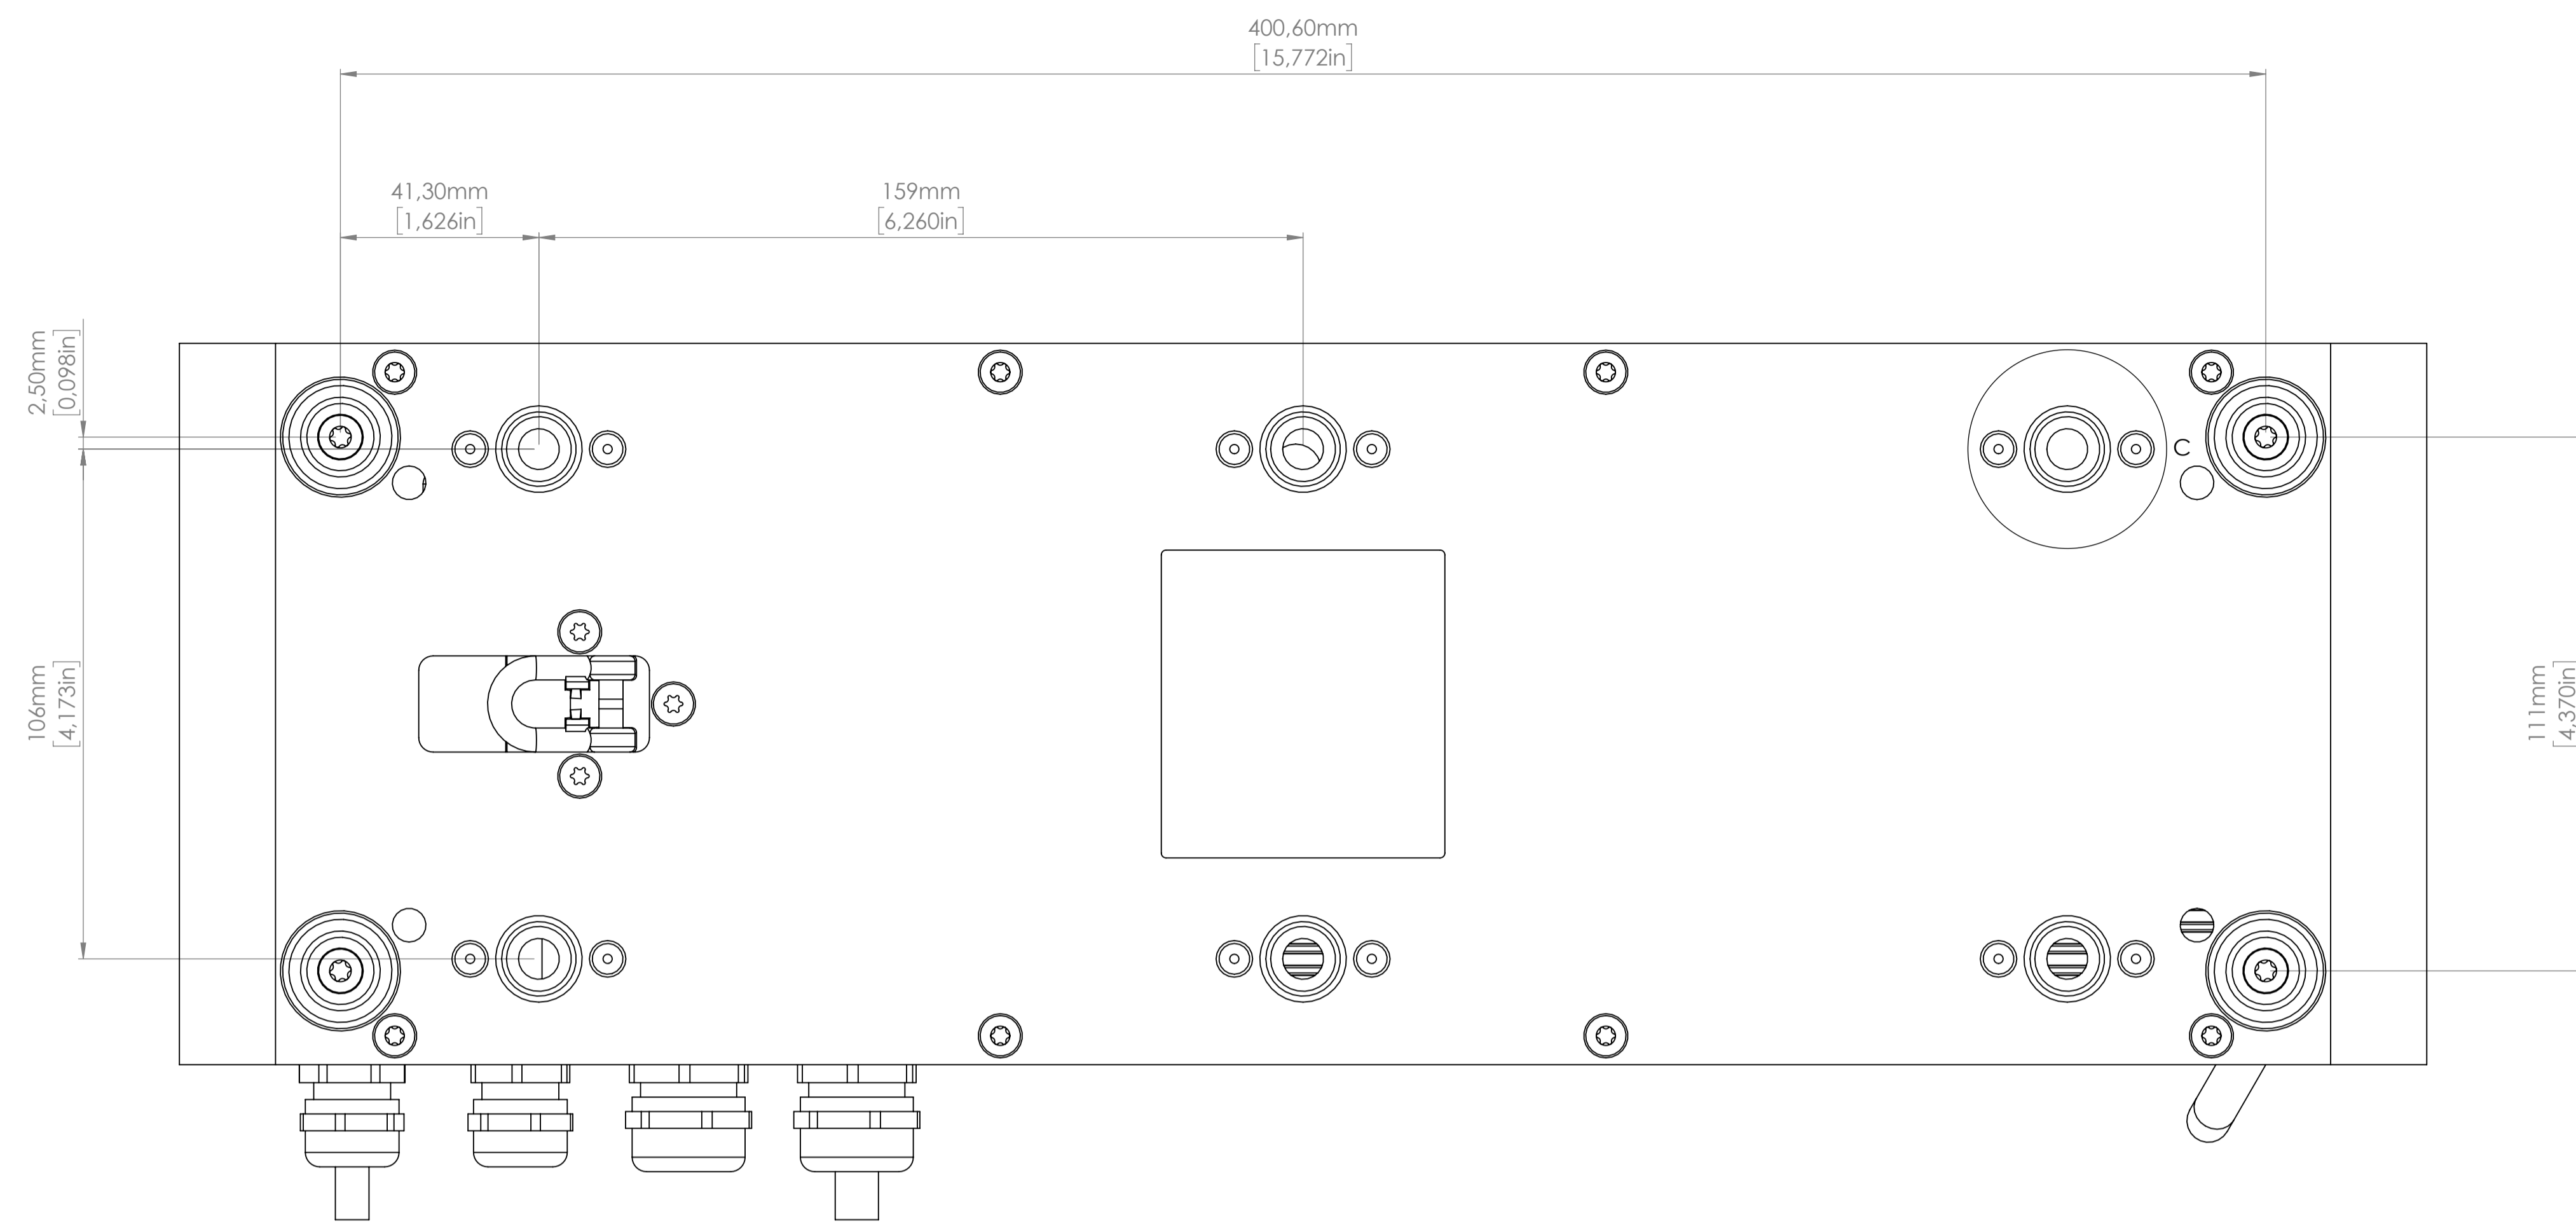 400,60mm
[15,772in]
41,30mm
[1,626in]
159mm
[6,260in]
2,50mm
[0,098in]
106mm
[4,173in]
111mm
[4,370in]
C